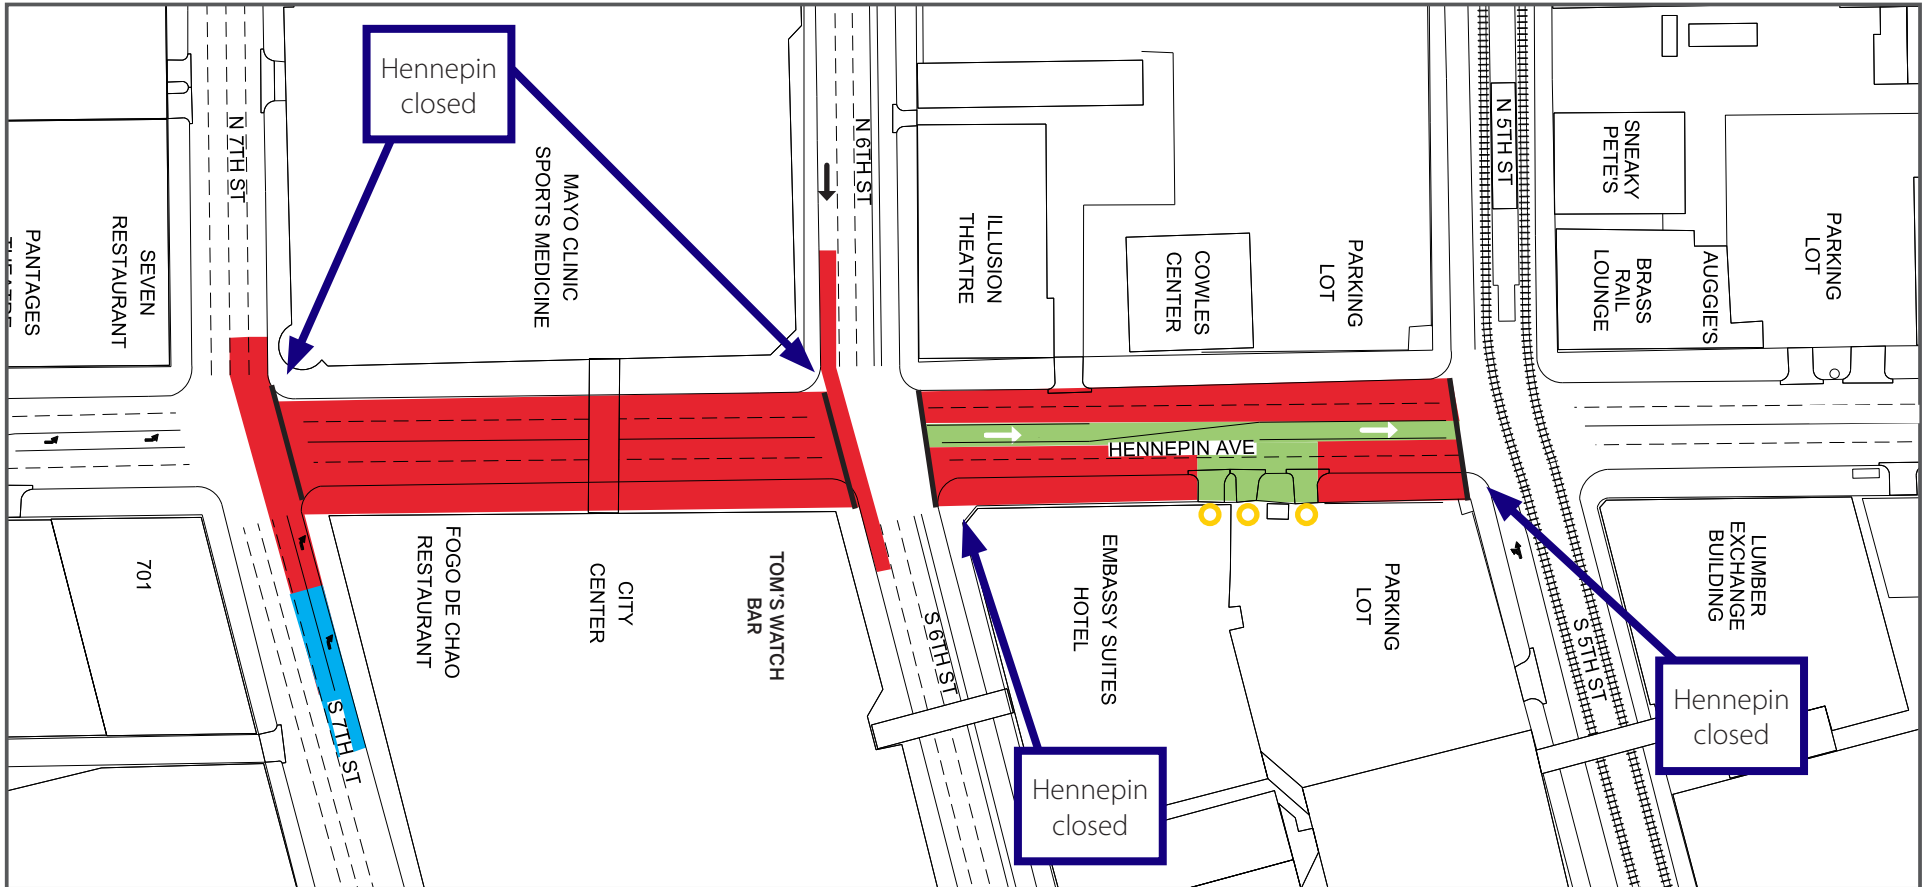 Hennepin
closed
N 7TH ST
MAYO CLINIC
SPORTS MEDICINE
N 6TH ST
ILLUSION
THEATRE
COWLES
CENTER
PARKING
LOT
N 5TH ST
SNEAKY
PETE'S
BRASS
RAIL
LOUNGE
AUGGIE'S
PARKING
LOT
SEVEN
RESTAURANT
PANTAGES
HENNEPIN AVE
701
FOGO DE CHAO
RESTAURANT
CITY
CENTER
TOM'S WATCH
BAR
S 6TH ST
EMBASSY SUITES
HOTEL
PARKING
LOT
S 5TH ST
LUMBER
EXCHANGE
BUILDING
S 7TH ST
Hennepin
closed
Hennepin
closed